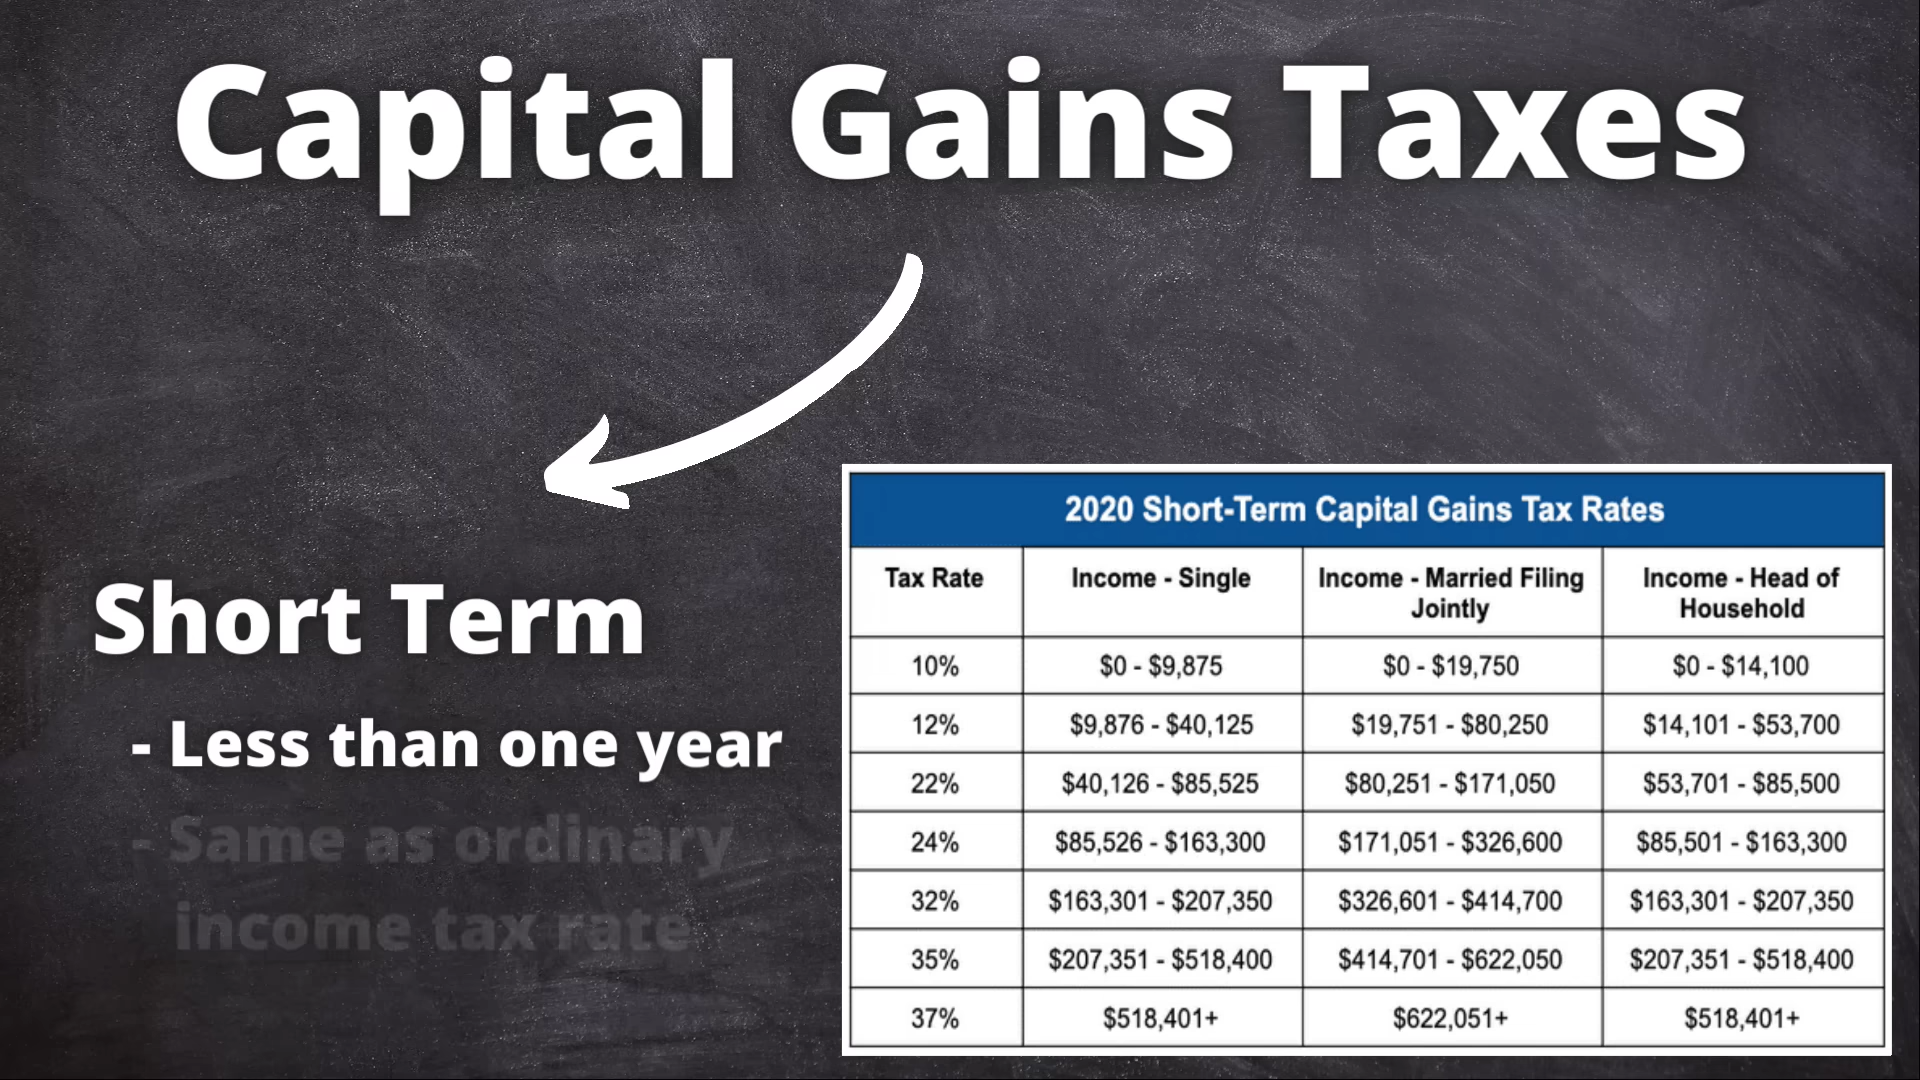 Capital Gains Taxes
Short Term
- Less than one year
- Same as ordinary
income tax rate
2020 Short-Term Capital Gains Tax Rates
Tax Rate Income - Single Income - Married Filing Jointly Income - Head of Household
10% $0 - $9,875 $0 - $19,750 $0 - $14,100
12% $9,876 - $40,125 $19,751 - $80,250 $14,101 - $53,700
22% $40,126 - $85,525 $80,251 - $171,050 $53,701 - $85,500
24% $85,526 - $163,300 $171,051 - $326,600 $85,501 - $163,300
32% $163,301 - $207,350 $326,601 - $414,700 $163,301 - $207,350
35% $207,351 - $518,400 $414,701 - $622,050 $207,351 - $518,400
37% $518,401+ $622,051+ $518,401+